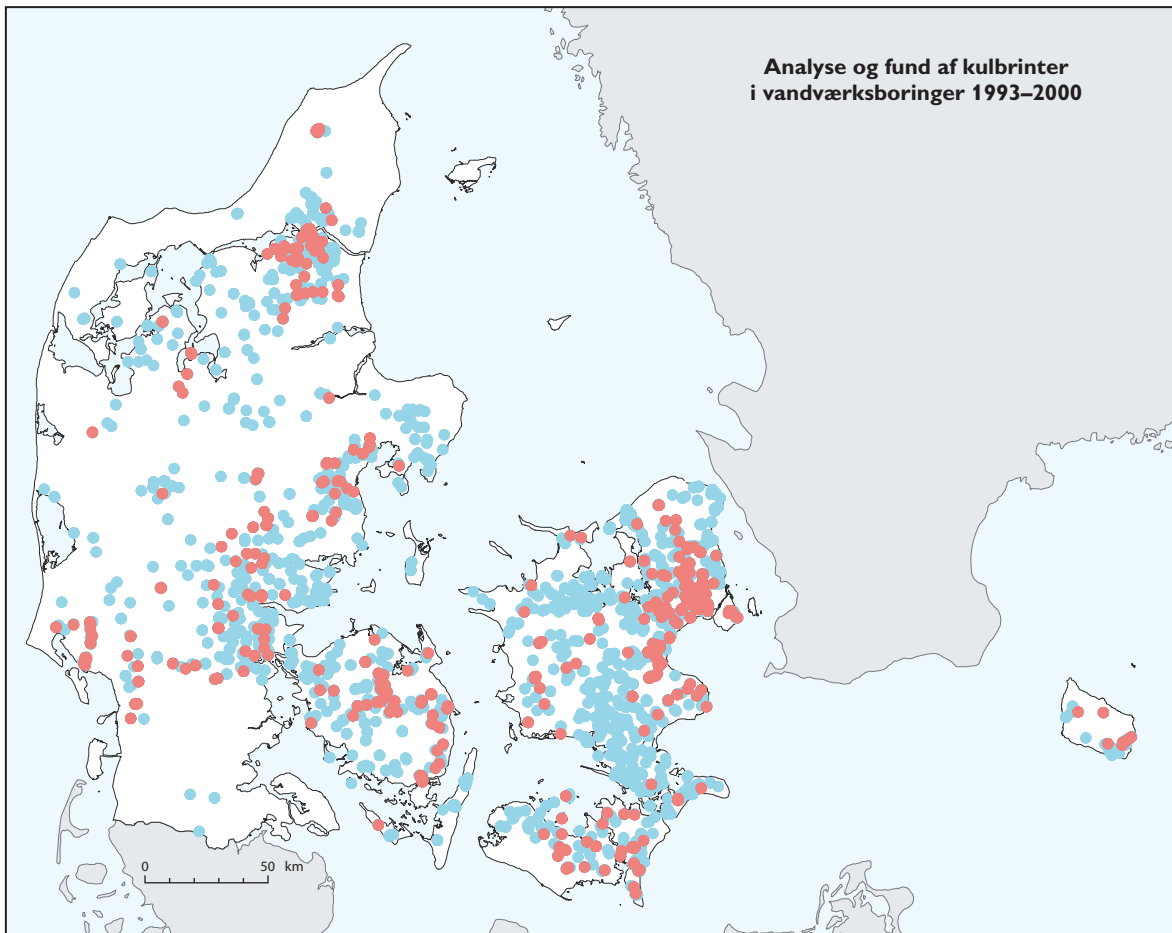 Analyse og fund af kulbrinter
i vandværksboringer 1993–2000
0 50 km